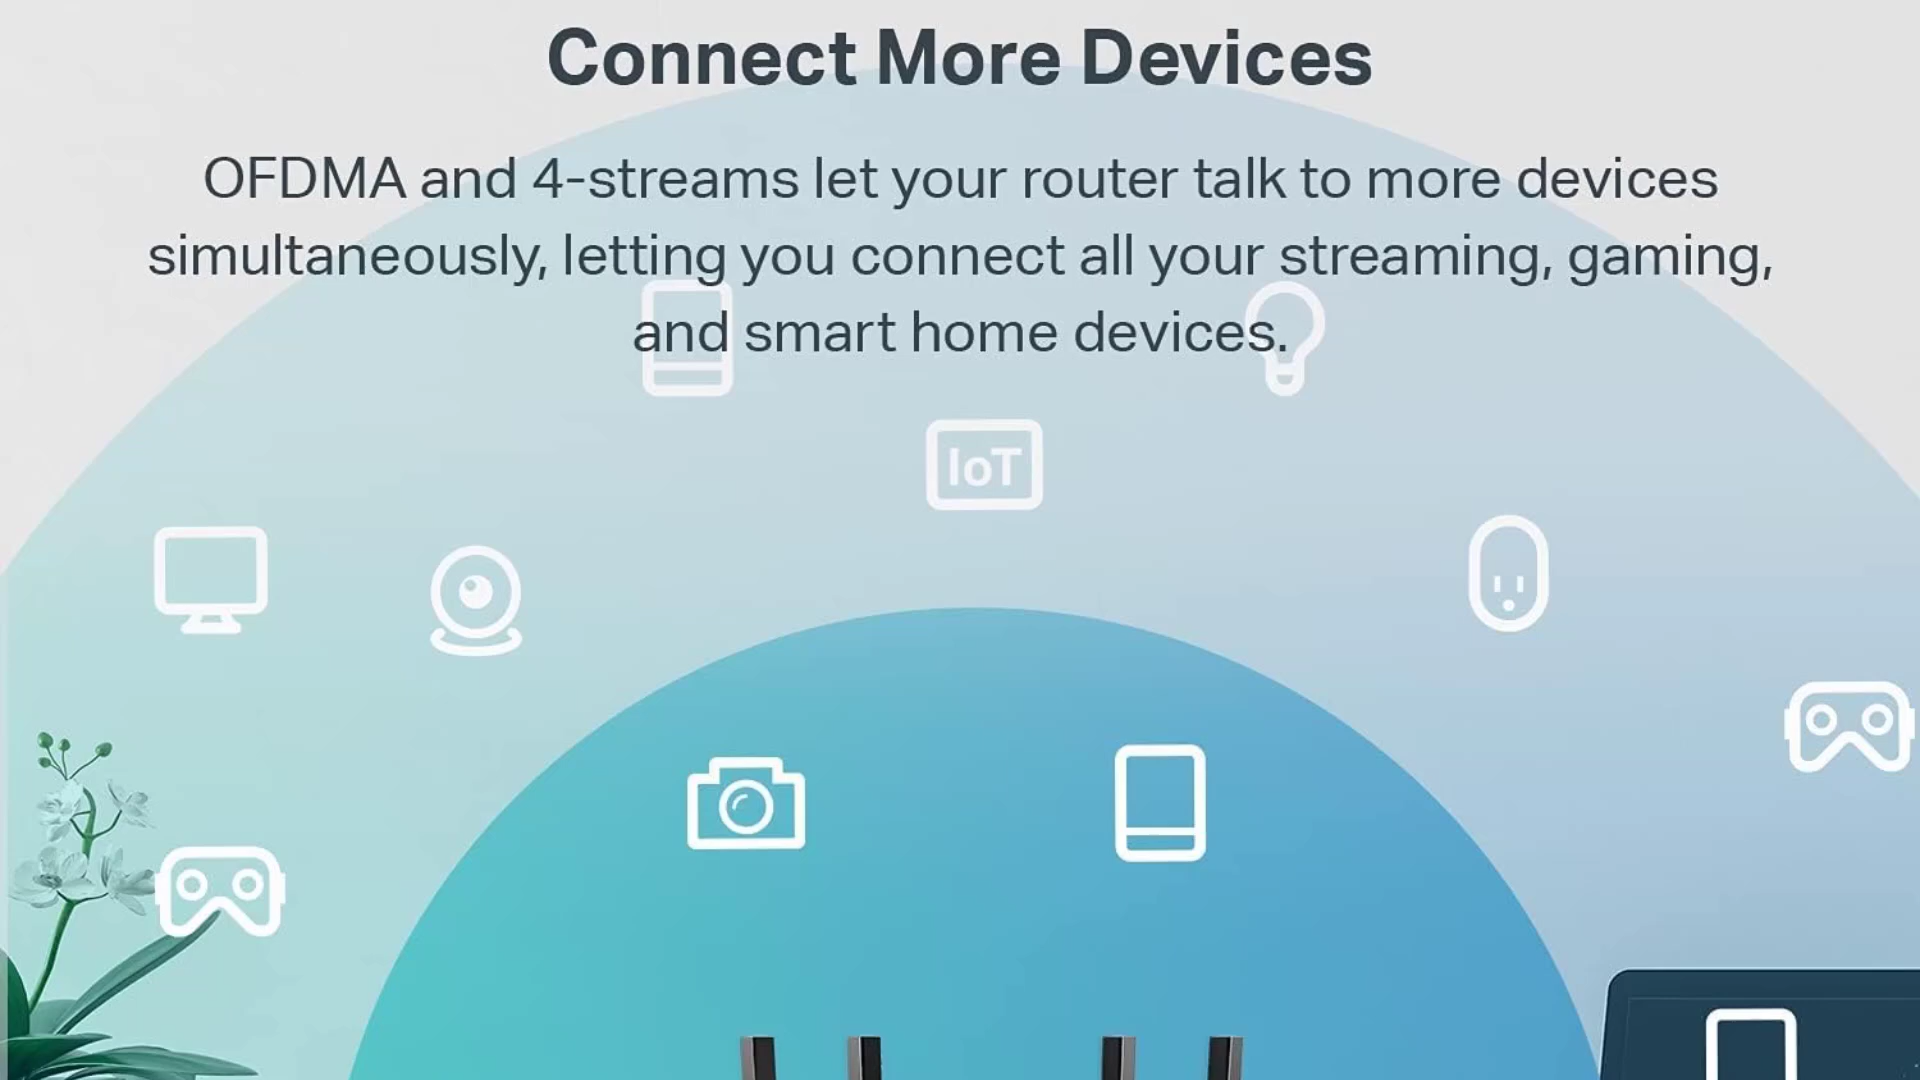 Connect More Devices
OFDMA and 4-streams let your router talk to more devices
simultaneously, letting you connect all your streaming, gaming,
and smart home devices.
IoT